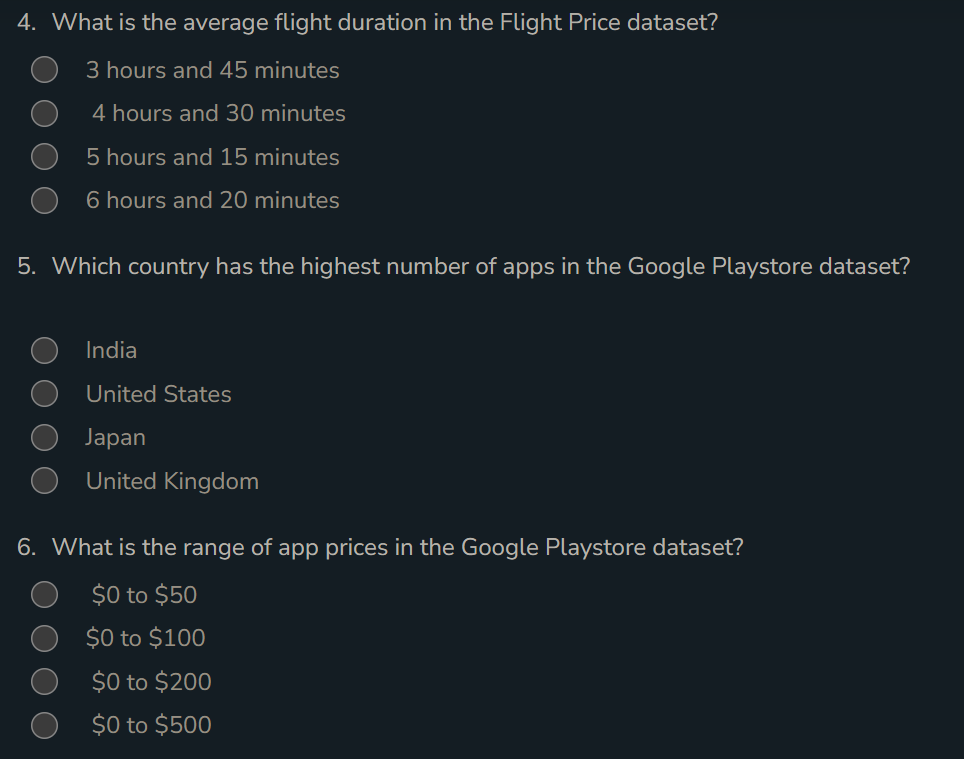 4. What is the average flight duration in the Flight Price dataset?
3 hours and 45 minutes
4 hours and 30 minutes
5 hours and 15 minutes
6 hours and 20 minutes
5. Which country has the highest number of apps in the Google Playstore dataset?
India
United States
Japan
United Kingdom
6. What is the range of app prices in the Google Playstore dataset?
$0 to $50
$0 to $100
$0 to $200
$0 to $500